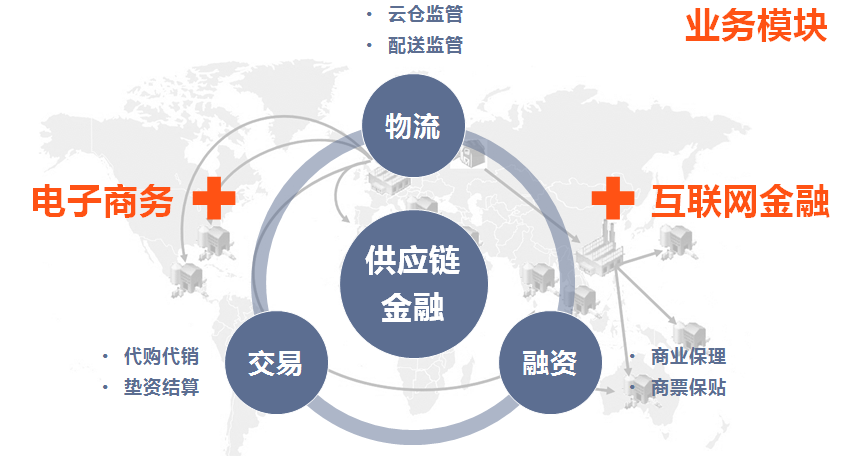 业务模块
• 云仓监管
• 配送监管
物流
电子商务
互联网金融
供应链
金融
交易
融资
• 代购代销
• 垫资结算
• 商业保理
• 商票保贴